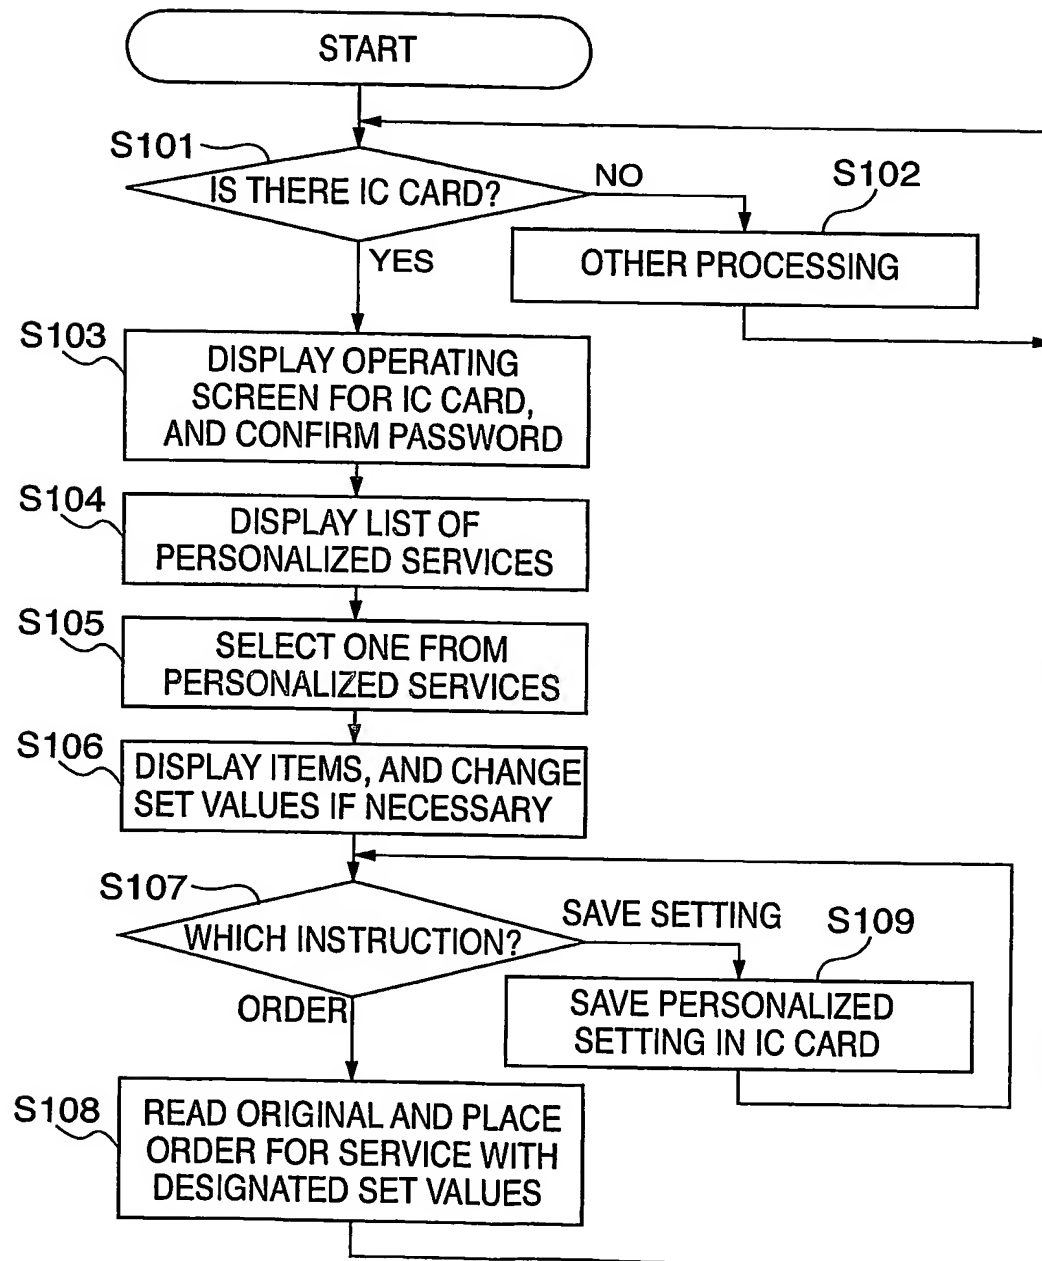 START
S101
IS THERE IC CARD?
NO
S102
OTHER PROCESSING
YES
S103
DISPLAY OPERATING
SCREEN FOR IC CARD,
AND CONFIRM PASSWORD
S104
DISPLAY LIST OF
PERSONALIZED SERVICES
S105
SELECT ONE FROM
PERSONALIZED SERVICES
S106
DISPLAY ITEMS, AND CHANGE
SET VALUES IF NECESSARY
S107
WHICH INSTRUCTION?
SAVE SETTING
S109
SAVE PERSONALIZED
SETTING IN IC CARD
ORDER
S108
READ ORIGINAL AND PLACE
ORDER FOR SERVICE WITH
DESIGNATED SET VALUES